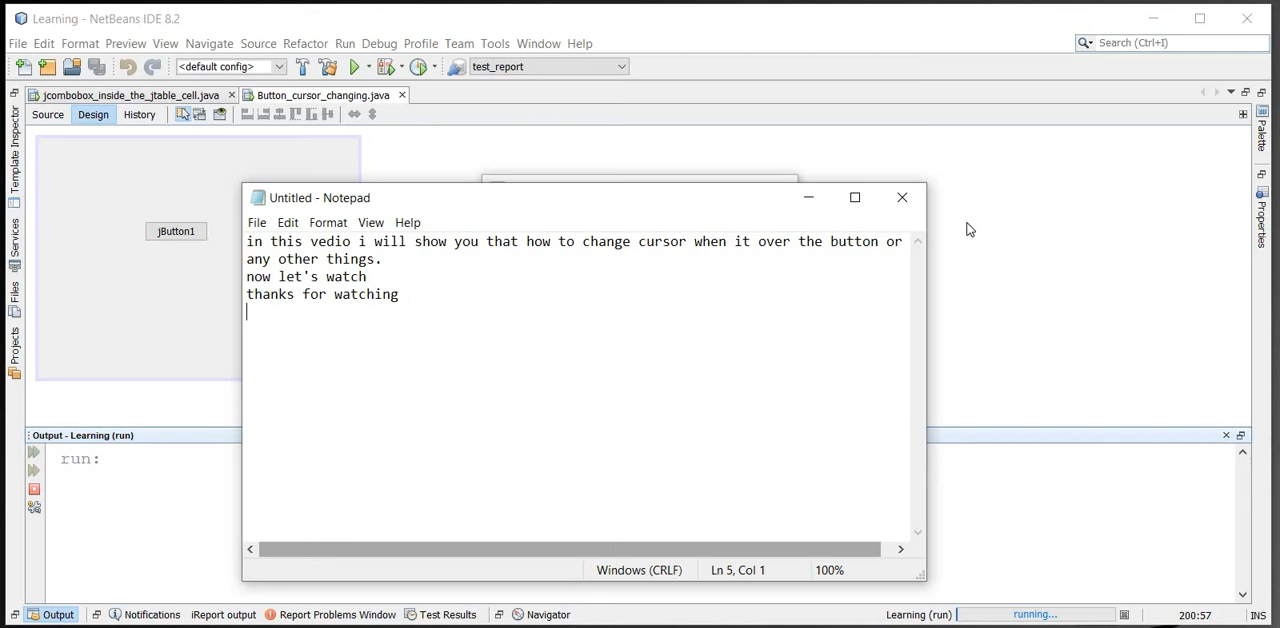 Learning - NetBeans IDE 8.2
File Edit Format Preview View Navigate Source Refactor Run Debug Profile Team Tools Window Help
Search (Ctrl+I)
<default config>
test_report
jcombobox_inside_the_jtable_cell.java
Button_cursor_changing.java
Source Design History
Template Inspector
Services
Files
Projects
Palette
Properties
jButton1
Untitled - Notepad
File Edit Format View Help
in this vedio i will show you that how to change cursor when it over the button or
any other things.
now let's watch
thanks for watching
Windows (CRLF) Ln 5, Col 1 100%
Output - Learning (run)
run:
Output Notifications iReport output Report Problems Window Test Results Navigator
Learning (run) running... 200:57 INS